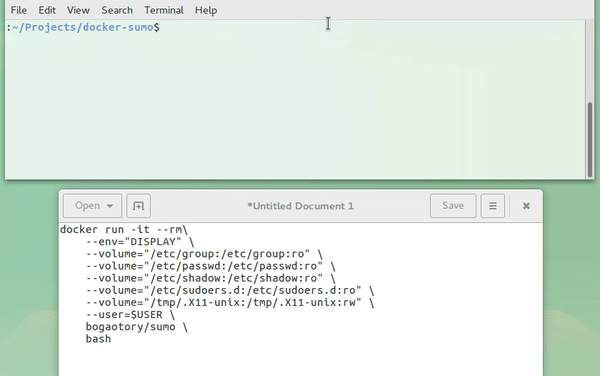 File Edit View Search Terminal Help
:~/Projects/docker-sumo$
Open *Untitled Document 1 Save
docker run -it --rm\
    --env="DISPLAY" \
    --volume="/etc/group:/etc/group:ro" \
    --volume="/etc/passwd:/etc/passwd:ro" \
    --volume="/etc/shadow:/etc/shadow:ro" \
    --volume="/etc/sudoers.d:/etc/sudoers.d:ro" \
    --volume="/tmp/.X11-unix:/tmp/.X11-unix:rw" \
    --user=$USER \
    bogaotory/sumo \
    bash